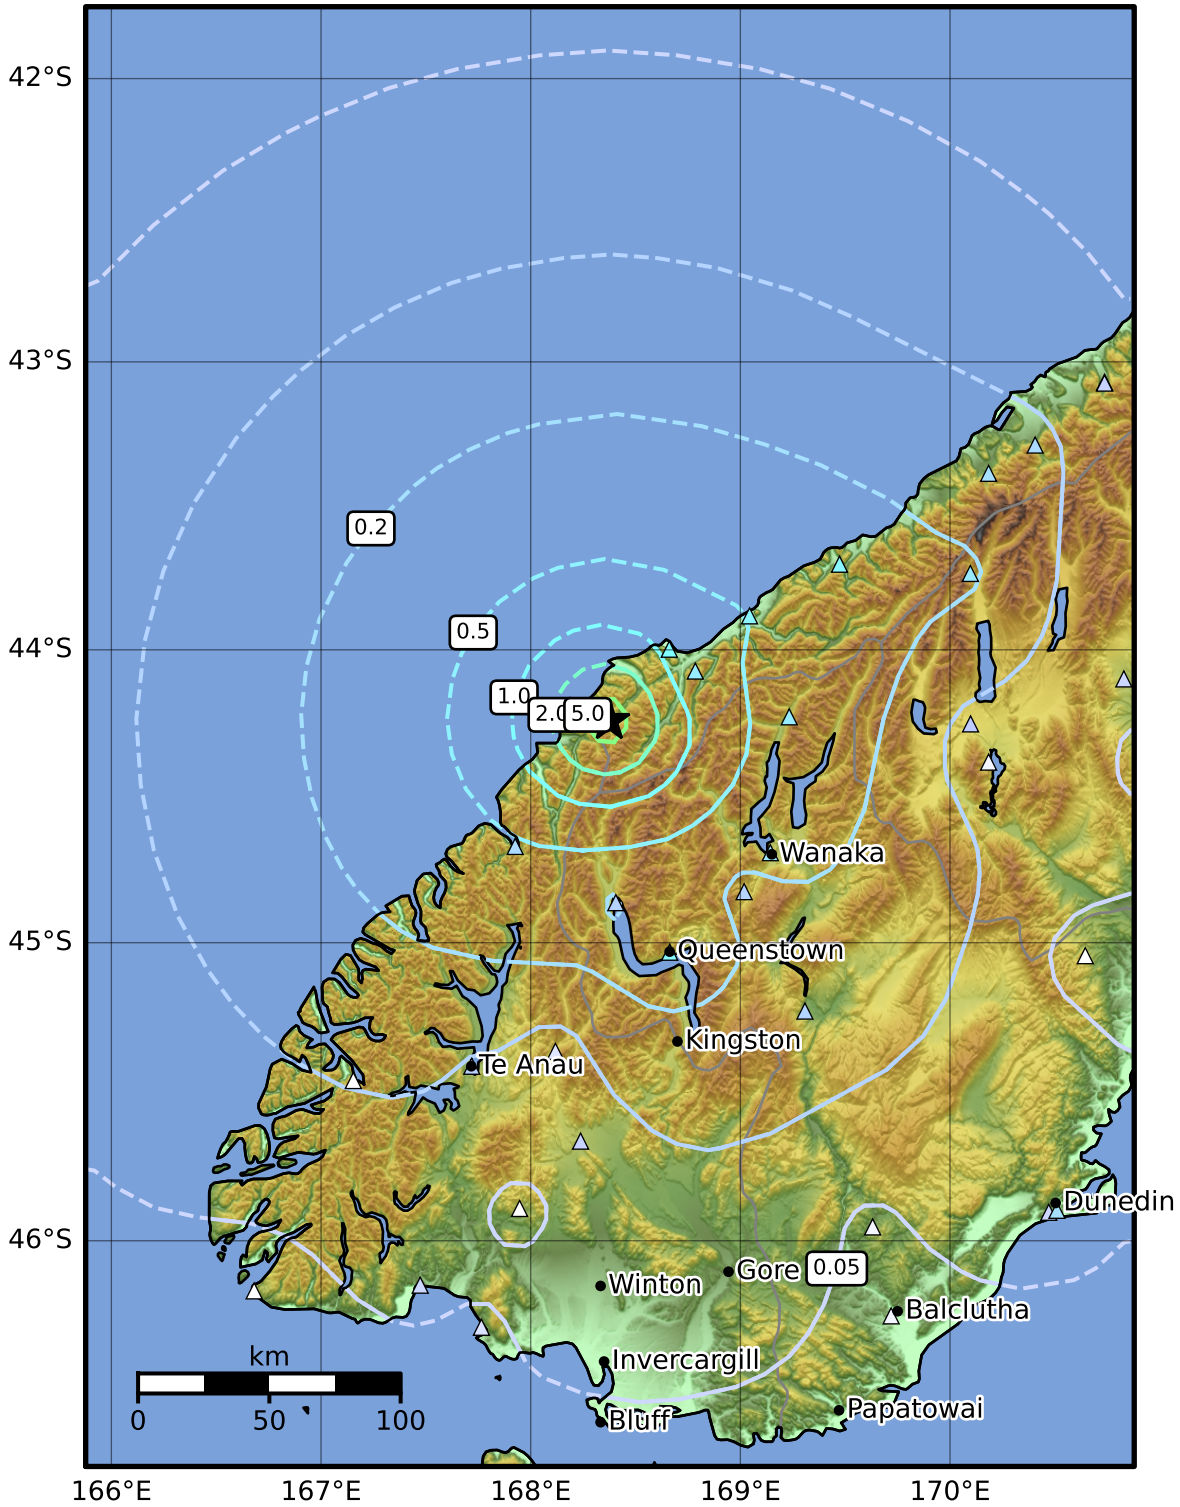 42°S
43°S
0.2
0.5
44°S
1.0
2.0
5.0
Wanaka
45°S
Queenstown
Kingston
Te Anau
Dunedin
46°S
0.05
Gore
Winton
Balclutha
km
Invercargill
0 50 100
Papatowai
Bluff
166°E 167°E 168°E 169°E 170°E